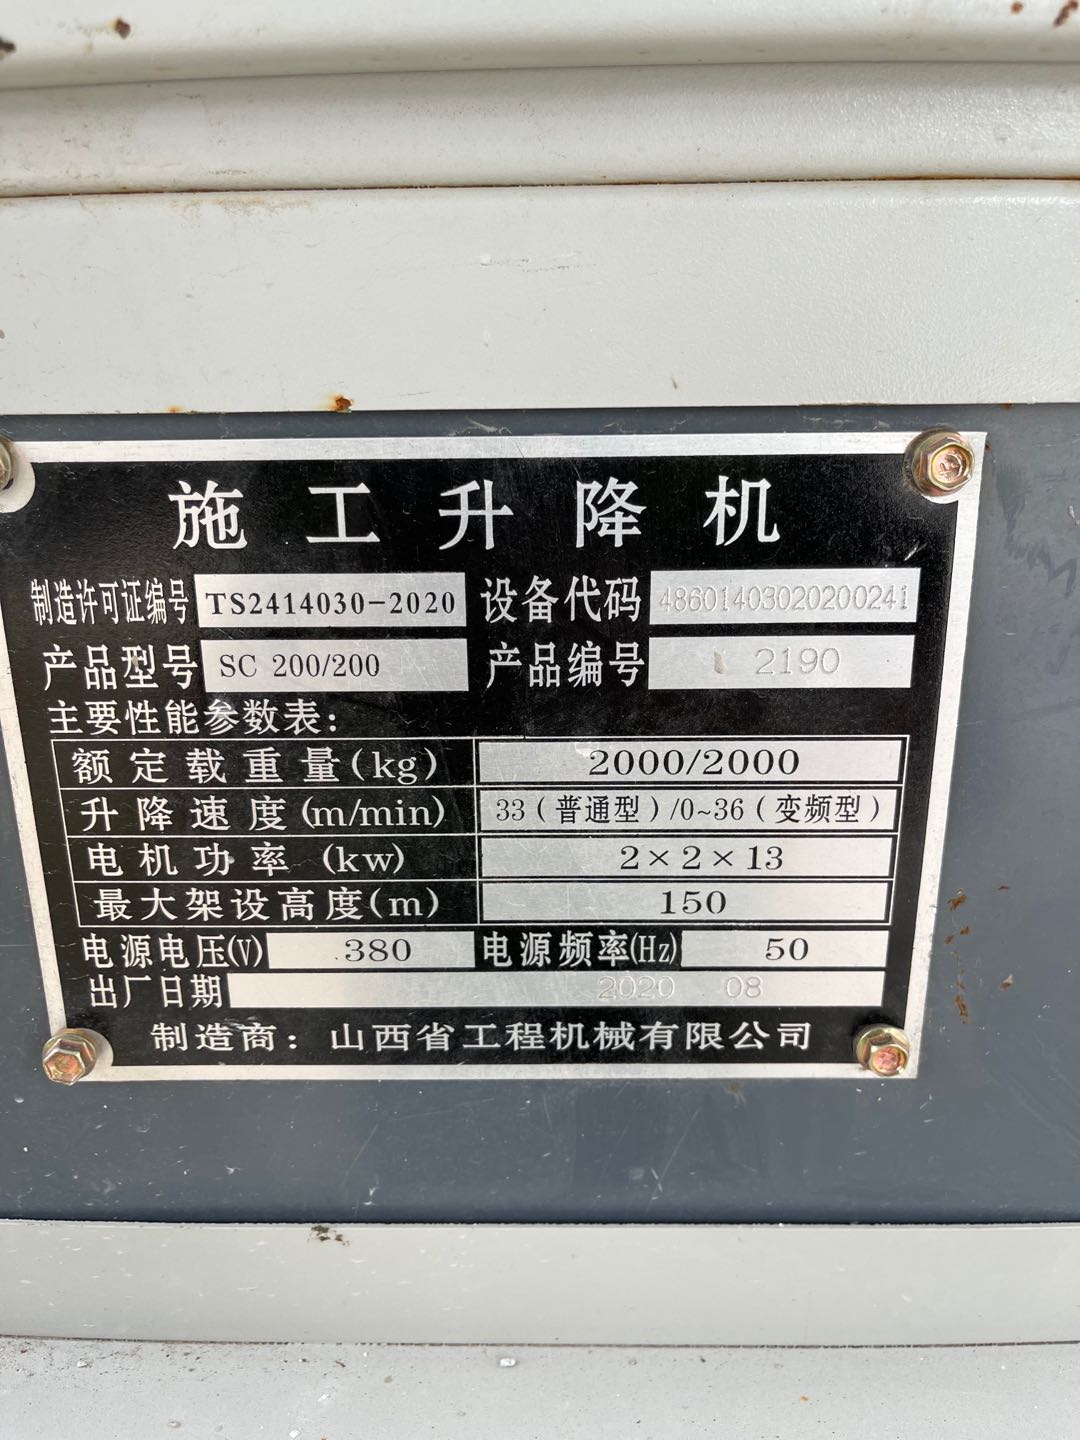 施工升降机
制造许可证编号 TS2414030-2020 设备代码 48601403020200241
产品型号 SC 200/200 产品编号 2190
主要性能参数表:
额定载重量(kg) 2000/2000
升降速度(m/min) 33(普通型)/0~36(变频型)
电机功率(kw) 2×2×13
最大架设高度(m) 150
电源电压(V) 380 电源频率(Hz) 50
出厂日期 2020 08
制造商:山西省工程机械有限公司